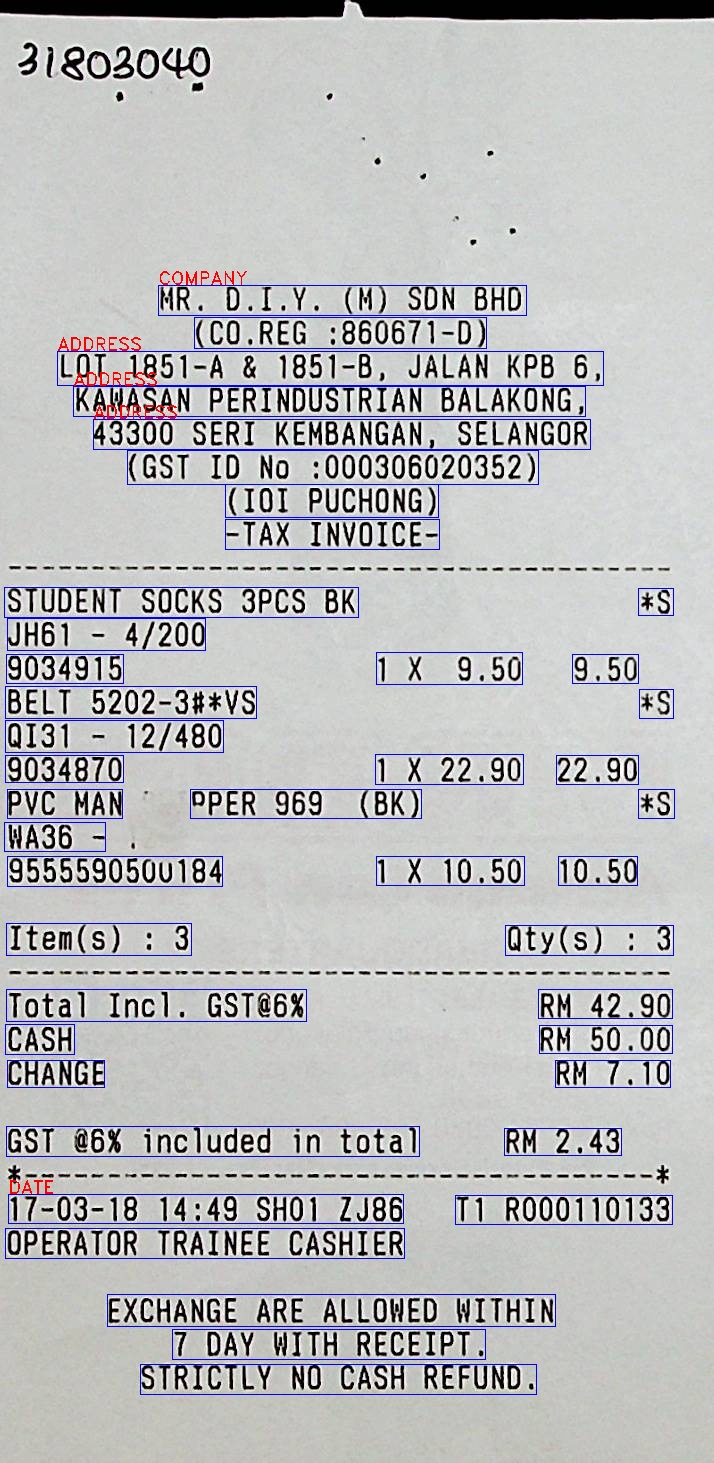 31803040
COMPANY
MR. D.I.Y. (M) SDN BHD
(CO.REG :860671-D)
ADDRESS
LOT 1851-A & 1851-B, JALAN KPB 6,
ADDRESS
KAWASAN PERINDUSTRIAN BALAKONG,
ADDRESS
43300 SERI KEMBANGAN, SELANGOR
(GST ID No :000306020352)
(IOI PUCHONG)
-TAX INVOICE-
STUDENT SOCKS 3PCS BK *S
JH61 - 4/200
9034915 1 X 9.50 9.50
BELT 5202-3#*VS *S
QI31 - 12/480
9034870 1 X 22.90 22.90
PVC MAN PER 969 (BK) *S
WA36 -
1 X 10.50 10.50
Item(s) : 3 Qty(s) : 3
Total Incl. GST@6% RM 42.90
CASH RM 50.00
CHANGE RM 7.10
GST @6% included in total RM 2.43
*--------------------------------------*
DATE
17-03-18 14:49 SH01 ZJ86 T1 R000110133
OPERATOR TRAINEE CASHIER
EXCHANGE ARE ALLOWED WITHIN
7 DAY WITH RECEIPT.
STRICTLY NO CASH REFUND.